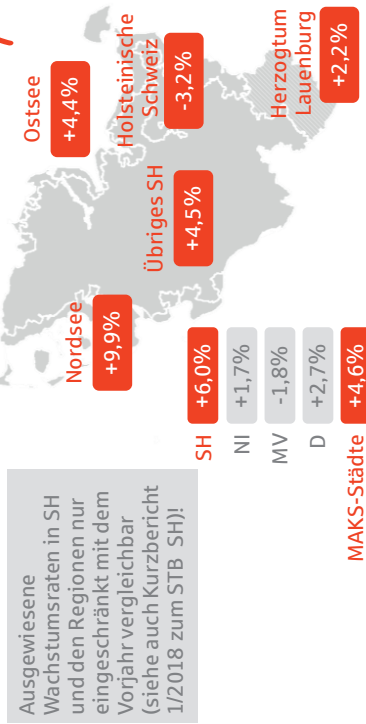 Ausgewiesene
Wachstumsraten in SH
und den Regionen nur
eingeschränkt mit dem
Vorjahr vergleichbar
(siehe auch Kurzbericht
1/2018 zum STB SH)!
Nordsee
+9,9%
Ostsee
+4,4%
Holsteinische
Schweiz
-3,2%
Übriges SH
+4,5%
Herzogtum
Lauenburg
+2,2%
SH +6,0%
NI +1,7%
MV -1,8%
D +2,7%
MAKS-Städte +4,6%